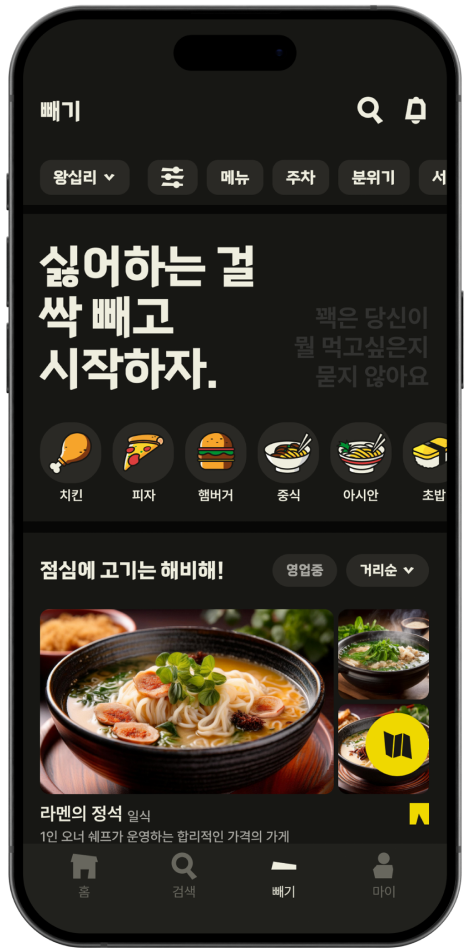 빼기
왕십리
메뉴
주차
분위기
서
싫어하는 걸
싹 빼고
시작하자.
꽥은 당신이
뭘 먹고싶은지
묻지 않아요
치킨
피자
햄버거
중식
아시안
초밥
점심에 고기는 해비해!
영업중
거리순
라멘의 정석 일식
1인 오너 쉐프가 운영하는 합리적인 가격의 가게
홈
검색
빼기
마이